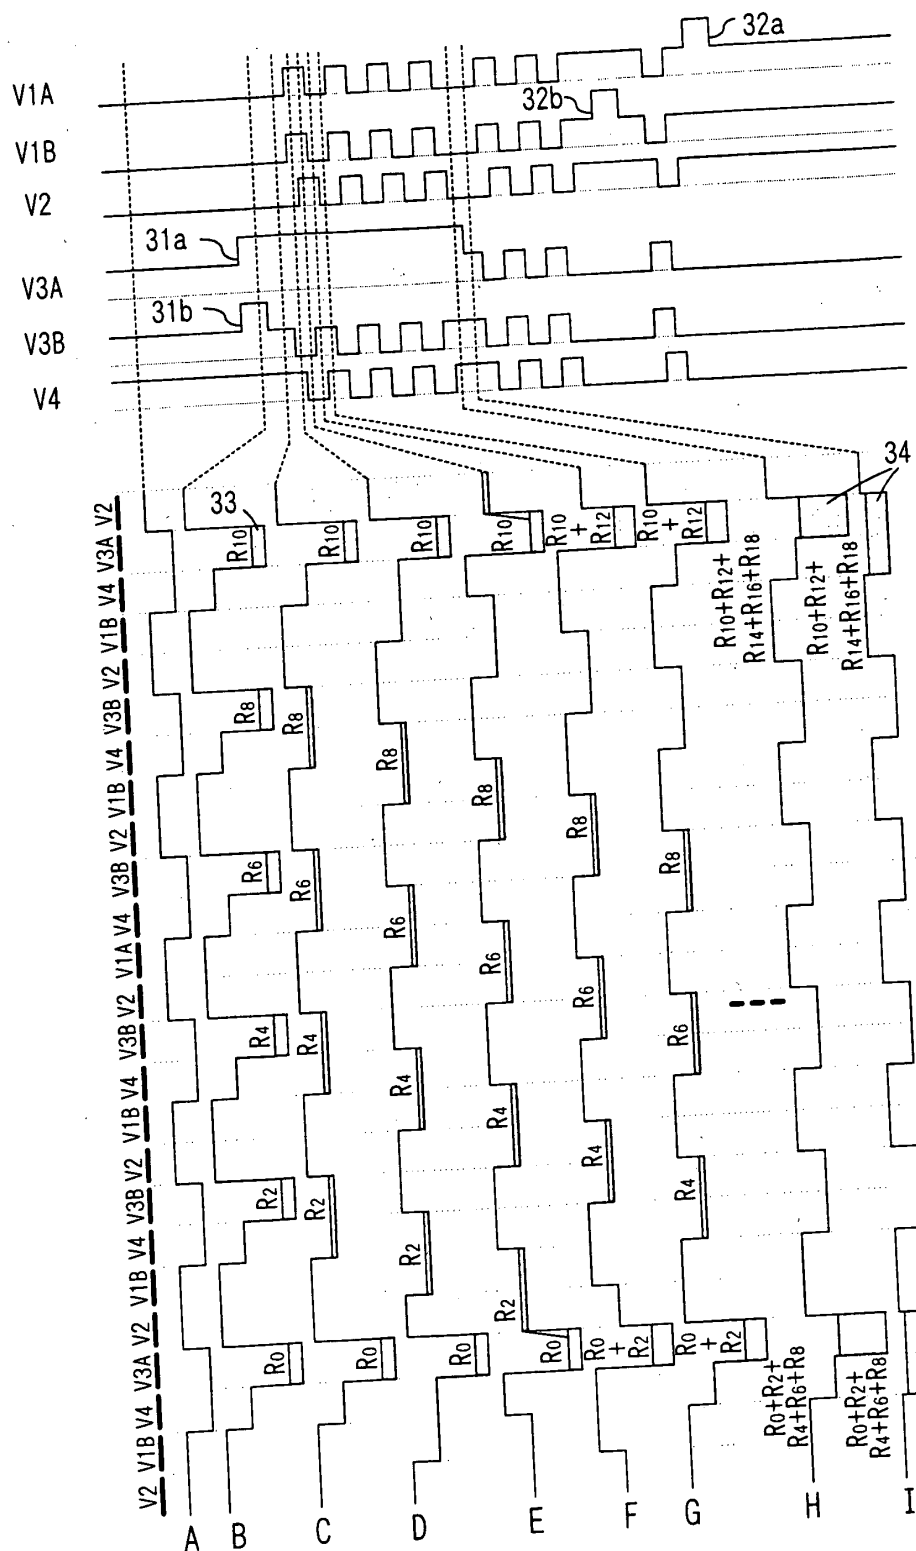 32a
V1A
32b
V1B
V2
31a
V3A
31b
V3B
V4
34
33
V2 V1B V4 V3A V2 V1B V4 V3B V2 V1B V4 V3B V2 V1A V4 V3B V2 V1B V4 V3B V2 V1B V4 V3A V2
R0 R2 R4 R6 R8 R10
R2 R4 R6 R8 R10
R0
R2 R4 R6 R8 R10
R0
R2 R4 R6 R8 R10
R0
R0 + R2
R4 R6 R8
R10 + R12
R0 + R2
R4 R6 R8
R10 + R12
R0+R2+
R4+R6+R8
R10+R12+
R14+R16+R18
R0+R2+
R4+R6+R8
R10+R12+
R14+R16+R18
A
B
C
D
E
F
G
H
I